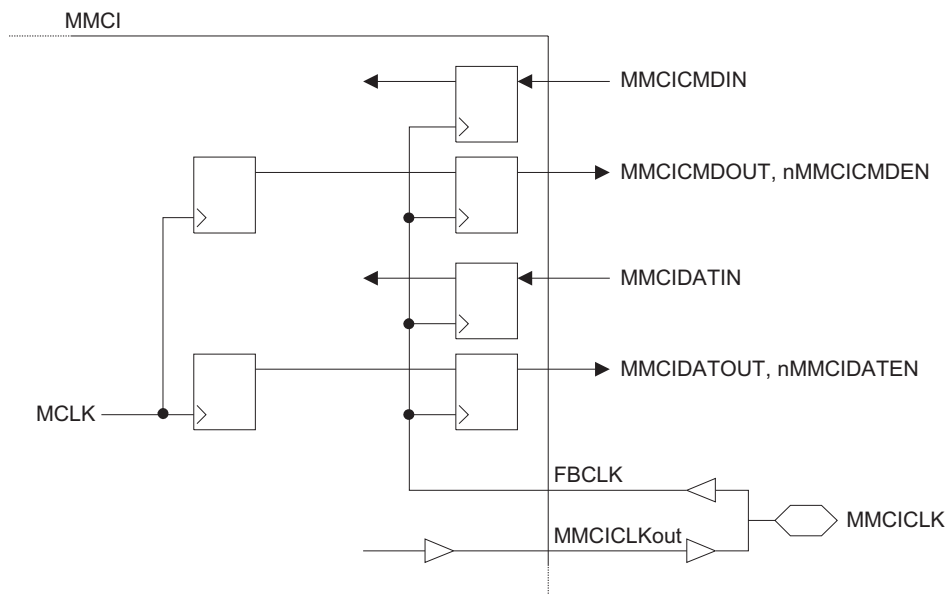 MMCI
MMCICMDIN
MMCICMDOUT, nMMCICMDEN
MMCIDATIN
MMCIDATOUT, nMMCIDATEN
MCLK
FBCLK
MMCICLK
MMCICLKout